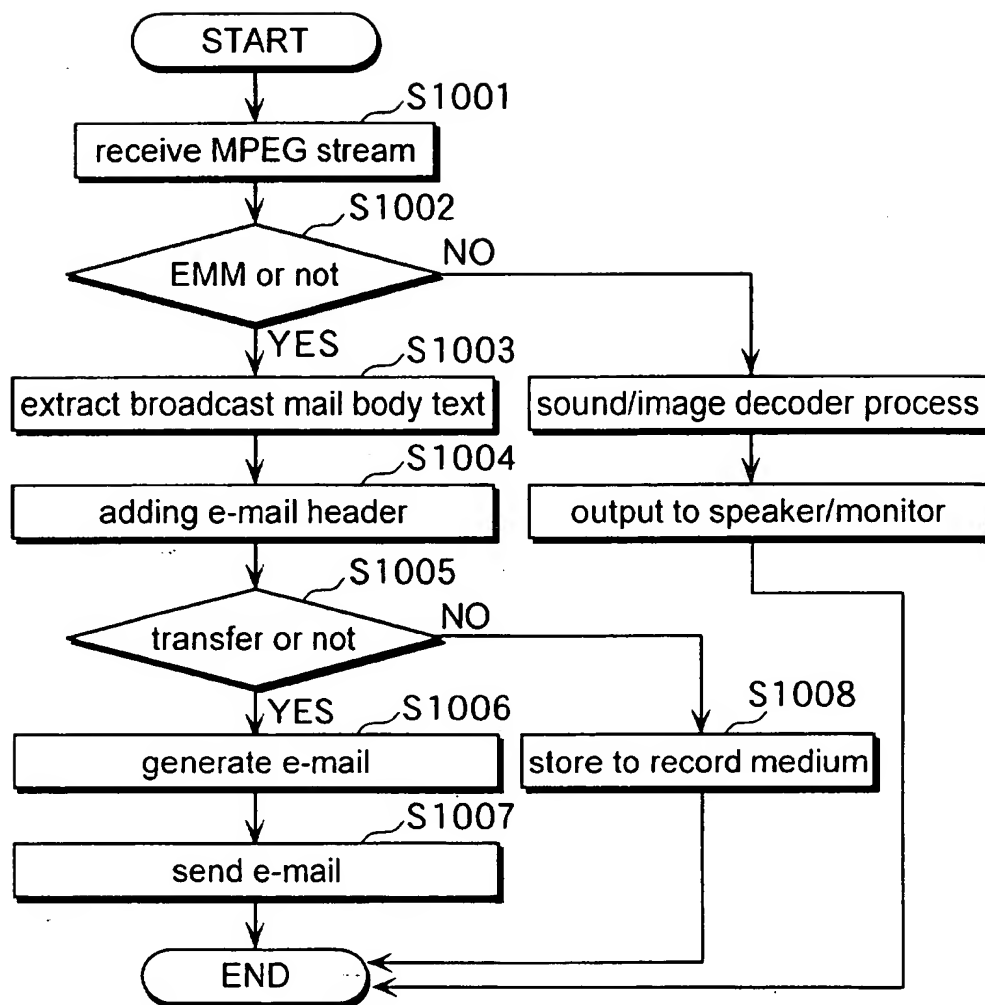 START
S1001
receive MPEG stream
S1002
EMM or not
NO
YES
S1003
extract broadcast mail body text
sound/image decoder process
S1004
adding e-mail header
output to speaker/monitor
S1005
transfer or not
NO
YES
S1006
generate e-mail
S1008
store to record medium
S1007
send e-mail
END